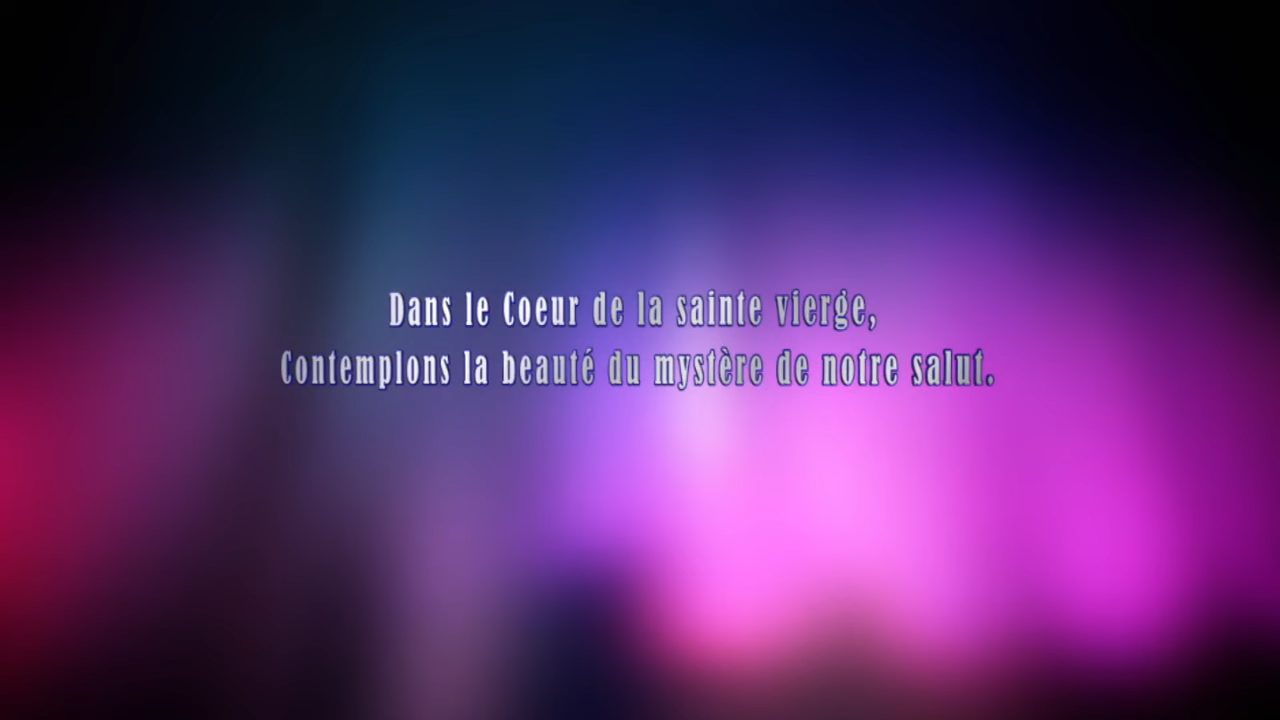 Dans le Coeur de la sainte vierge,
Contemplons la beauté du mystère de notre salut.